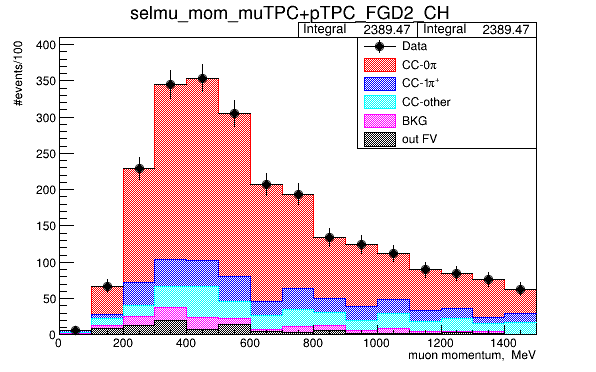 selmu_mom_muTPC+pTPC_FGD2_CH
Integral 2389.47 Integral 2389.47
Data
CC-0π
CC-1π⁺
CC-other
BKG
out FV
#events/100
400
350
300
250
200
150
100
50
0
0 200 400 600 800 1000 1200 1400
muon momentum, MeV